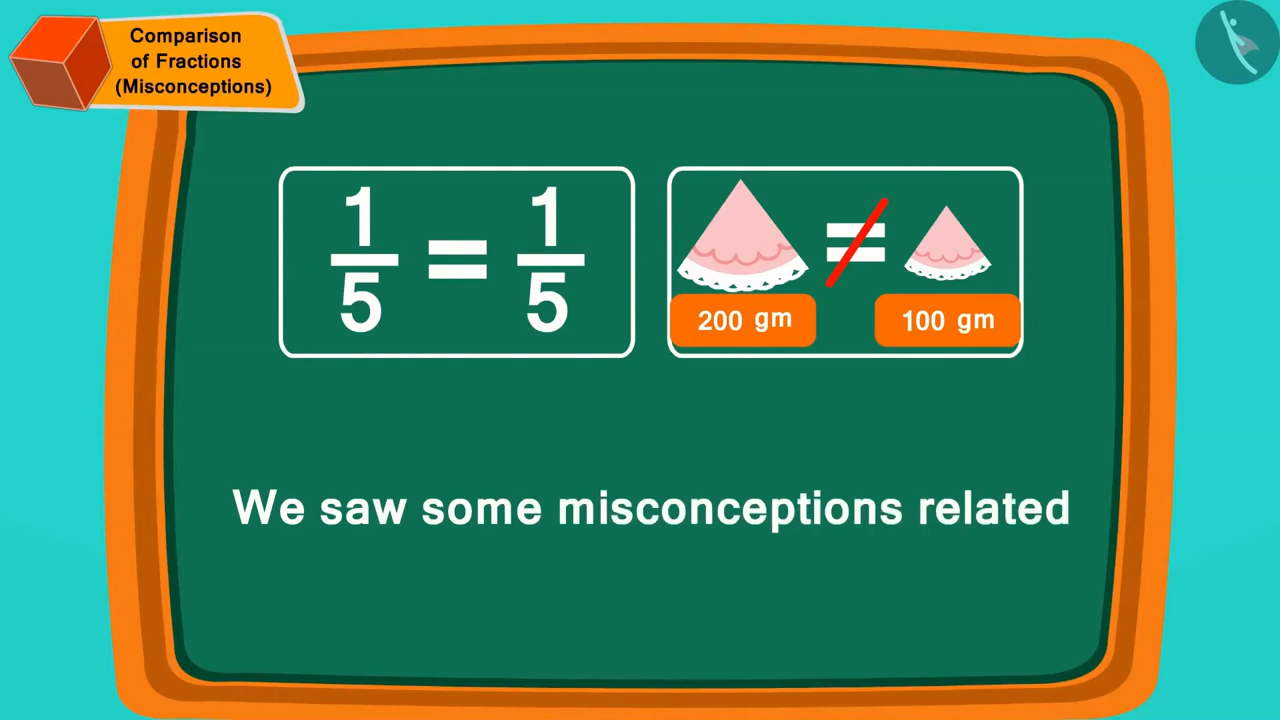 Comparison
of Fractions
(Misconceptions)
1/5 = 1/5
=
200 gm
100 gm
We saw some misconceptions related